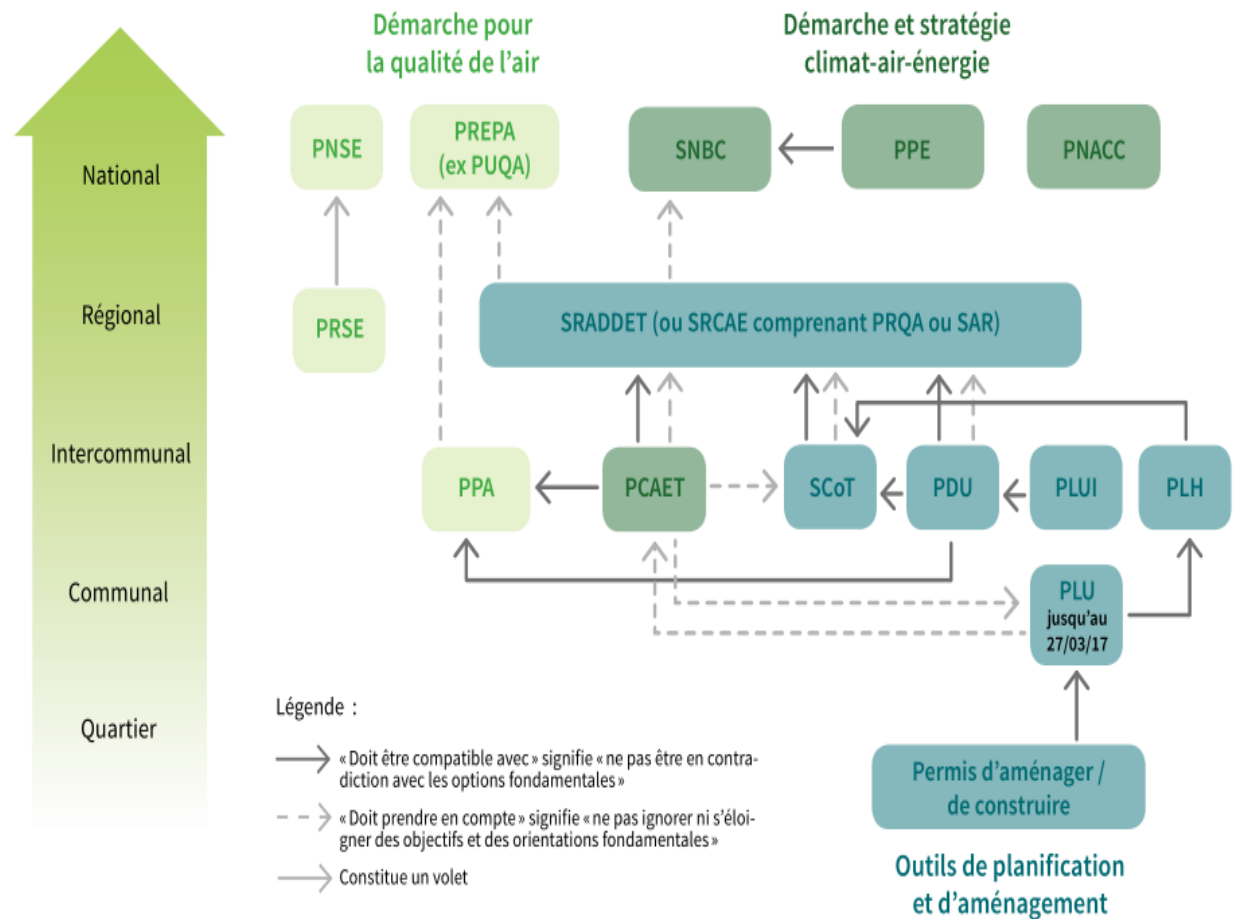 Démarche pour
la qualité de l’air
Démarche et stratégie
climat-air-énergie
National
PNSE
PREPA
(ex PUQA)
SNBC
PPE
PNACC
Régional
PRSE
SRADDET (ou SRCAE comprenant PRQA ou SAR)
Intercommunal
PPA
PCAET
SCoT
PDU
PLUI
PLH
Communal
PLU
jusqu’au
27/03/17
Quartier
Légende :
« Doit être compatible avec » signifie « ne pas être en contra-
diction avec les options fondamentales »
« Doit prendre en compte » signifie « ne pas ignorer ni s’éloi-
gner des objectifs et des orientations fondamentales »
Constitue un volet
Permis d’aménager /
de construire
Outils de planification
et d’aménagement